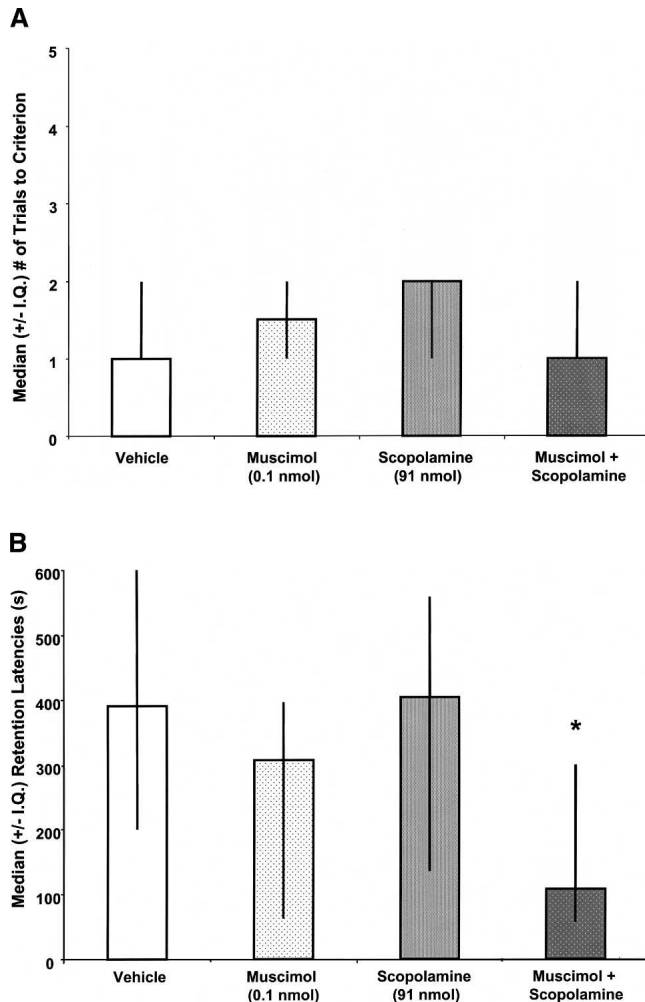 A
Median (+/- I.Q.) # of Trials to Criterion
5
4
3
2
1
0
Vehicle
Muscimol
(0.1 nmol)
Scopolamine
(91 nmol)
Muscimol +
Scopolamine
B
Median (+/- I.Q.) Retention Latencies (s)
600
500
400
300
200
100
0
*
Vehicle
Muscimol
(0.1 nmol)
Scopolamine
(91 nmol)
Muscimol +
Scopolamine